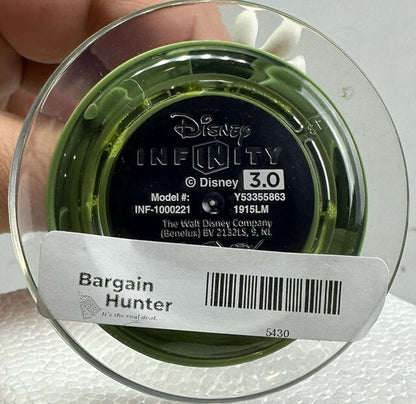 Disney
INFINITY
© Disney 3.0
Model #: Y53355863
INF-1000221 1915LM
The Walt Disney Company
(Benelux) BV 2132LS, 9, NL
Bargain
Hunter
It's the real deal.
5430